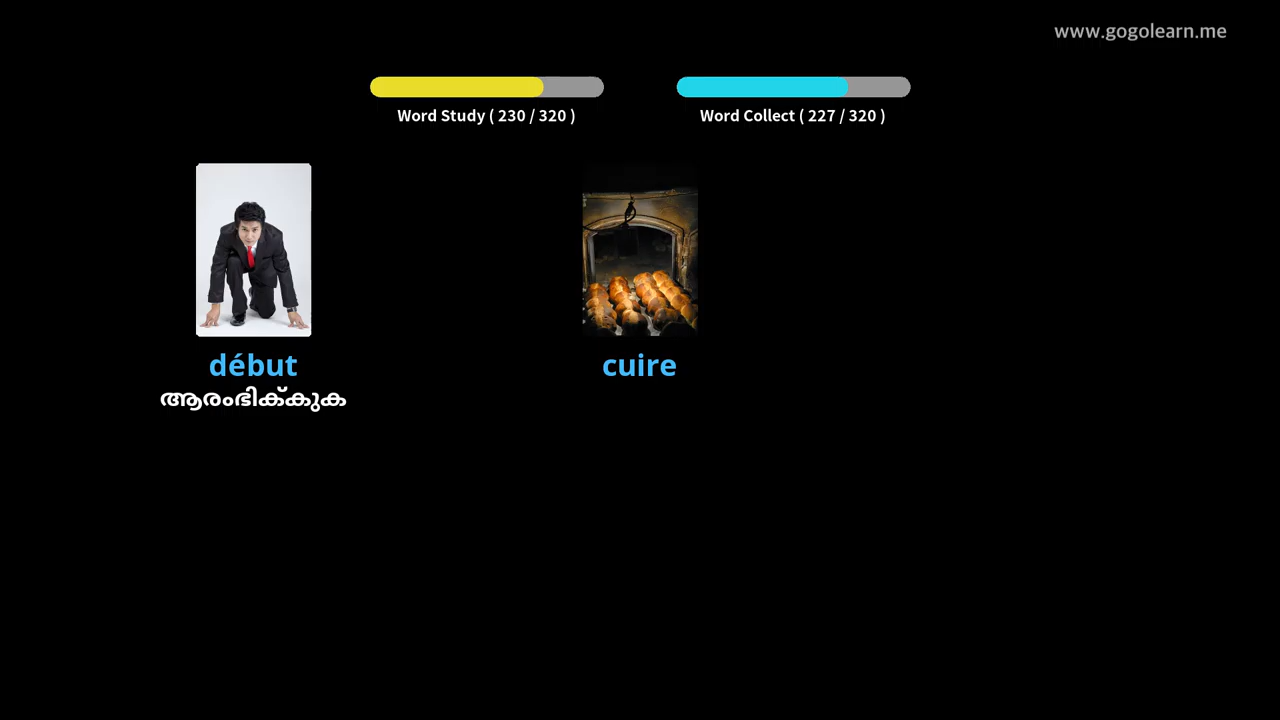 www.gogolearn.me
Word Study ( 230 / 320 )
Word Collect ( 227 / 320 )
début
ആരംഭിക്കുക
cuire